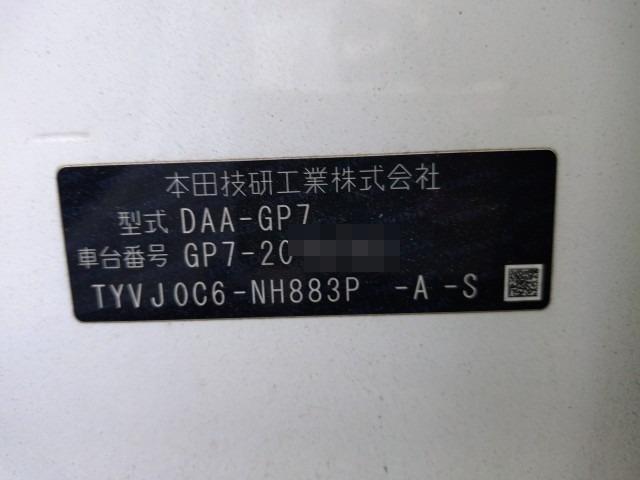 本田技研工業株式会社
型式 DAA-GP7
車台番号 GP7-20
TYVJ0C6-NH883P -A -S